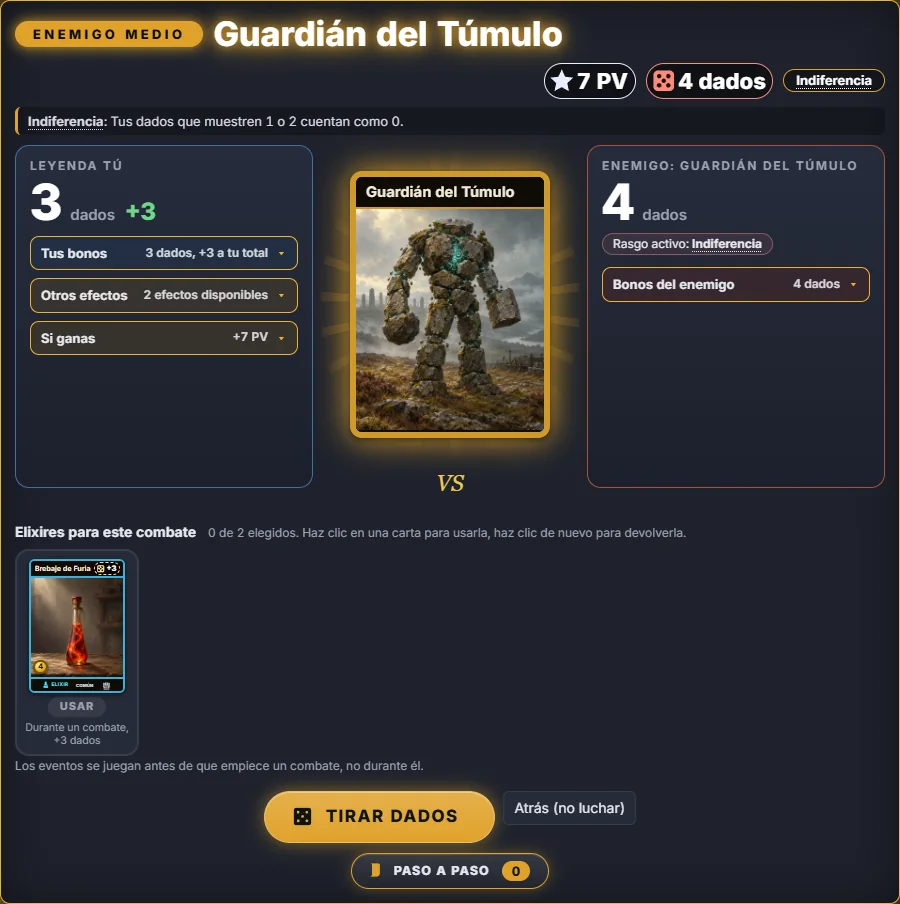 ENEMIGO MEDIO
Guardián del Túmulo
7 PV
4 dados
Indiferencia
Indiferencia: Tus dados que muestren 1 o 2 cuentan como 0.
LEYENDA TÚ
3 dados +3
Tus bonos 3 dados, +3 a tu total
Otros efectos 2 efectos disponibles
Si ganas +7 PV
Guardián del Túmulo
VS
ENEMIGO: GUARDIÁN DEL TÚMULO
4 dados
Rasgo activo: Indiferencia
Bonos del enemigo 4 dados
Elixires para este combate 0 de 2 elegidos. Haz clic en una carta para usarla, haz clic de nuevo para devolverla.
Brebaje de Furia +3
4
ELIXIR COMÚN
USAR
Durante un combate,
+3 dados
Los eventos se juegan antes de que empiece un combate, no durante él.
TIRAR DADOS
Atrás (no luchar)
PASO A PASO 0